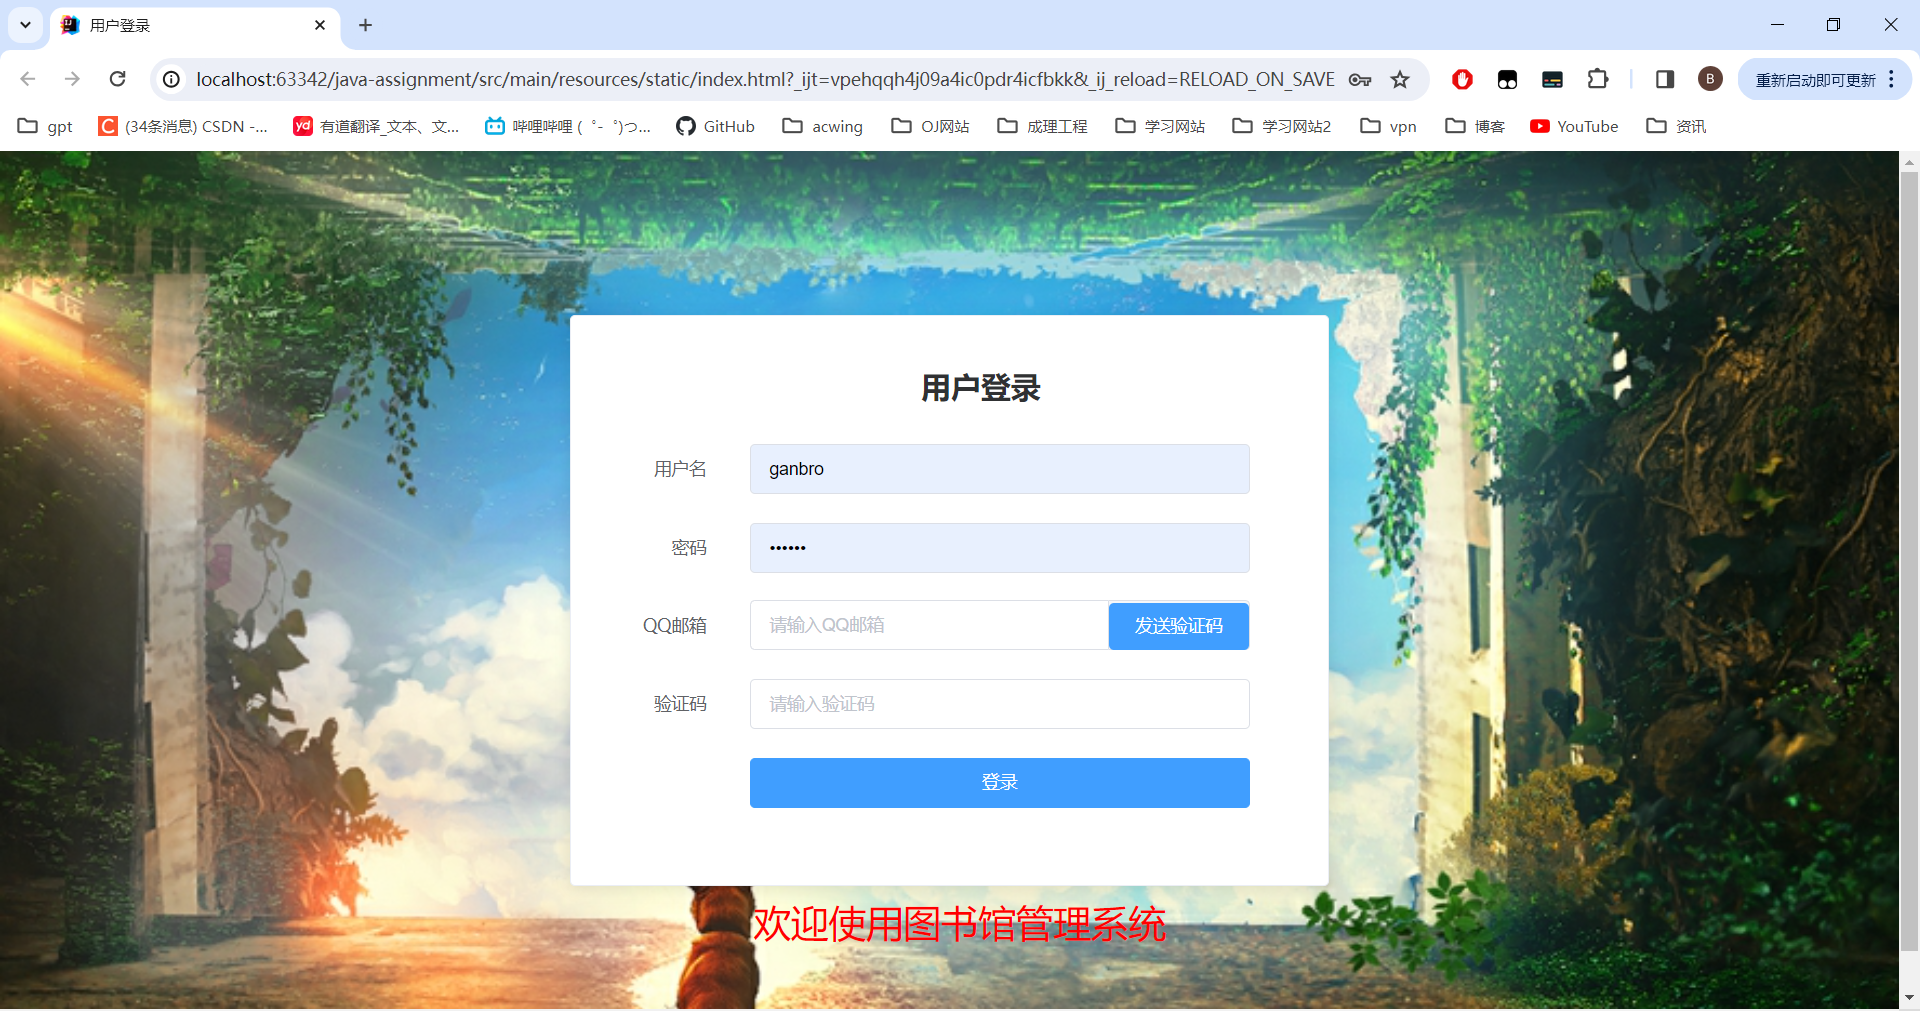 用户登录
localhost:63342/java-assignment/src/main/resources/static/index.html?_ijt=vpehqqh4j09a4ic0pdr4icfbkk&_ij_reload=RELOAD_ON_SAVE
B
重新启动即可更新
gpt
(34条消息) CSDN -...
有道翻译_文本、文...
哔哩哔哩 ( ゜- ゜)つ...
GitHub
acwing
OJ网站
成理工程
学习网站
学习网站2
vpn
博客
YouTube
资讯
用户登录
用户名
ganbro
密码
••••••
QQ邮箱
请输入QQ邮箱
发送验证码
验证码
请输入验证码
登录
欢迎使用图书馆管理系统